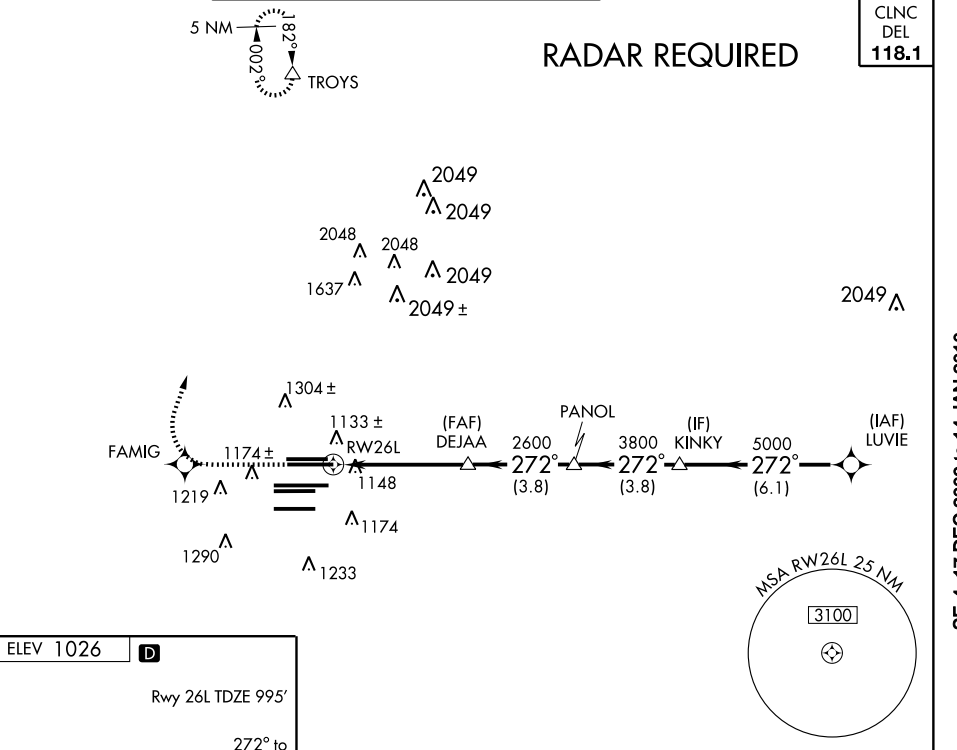 CLNC
DEL
118.1
5 NM
182°
002°
TROYS
RADAR REQUIRED
2049
2049
2048
2048
2049
1637
2049 ±
2049
1304 ±
1133 ±
RW26L
(FAF)
DEJAA
PANOL
(IF)
KINKY
(IAF)
LUVIE
FAMIG
1174 ±
2600
272°
(3.8)
3800
272°
(3.8)
5000
272°
(6.1)
1148
1219
1174
1290
1233
MSA RW26L 25 NM
3100
ELEV 1026
D
Rwy 26L TDZE 995'
272° to